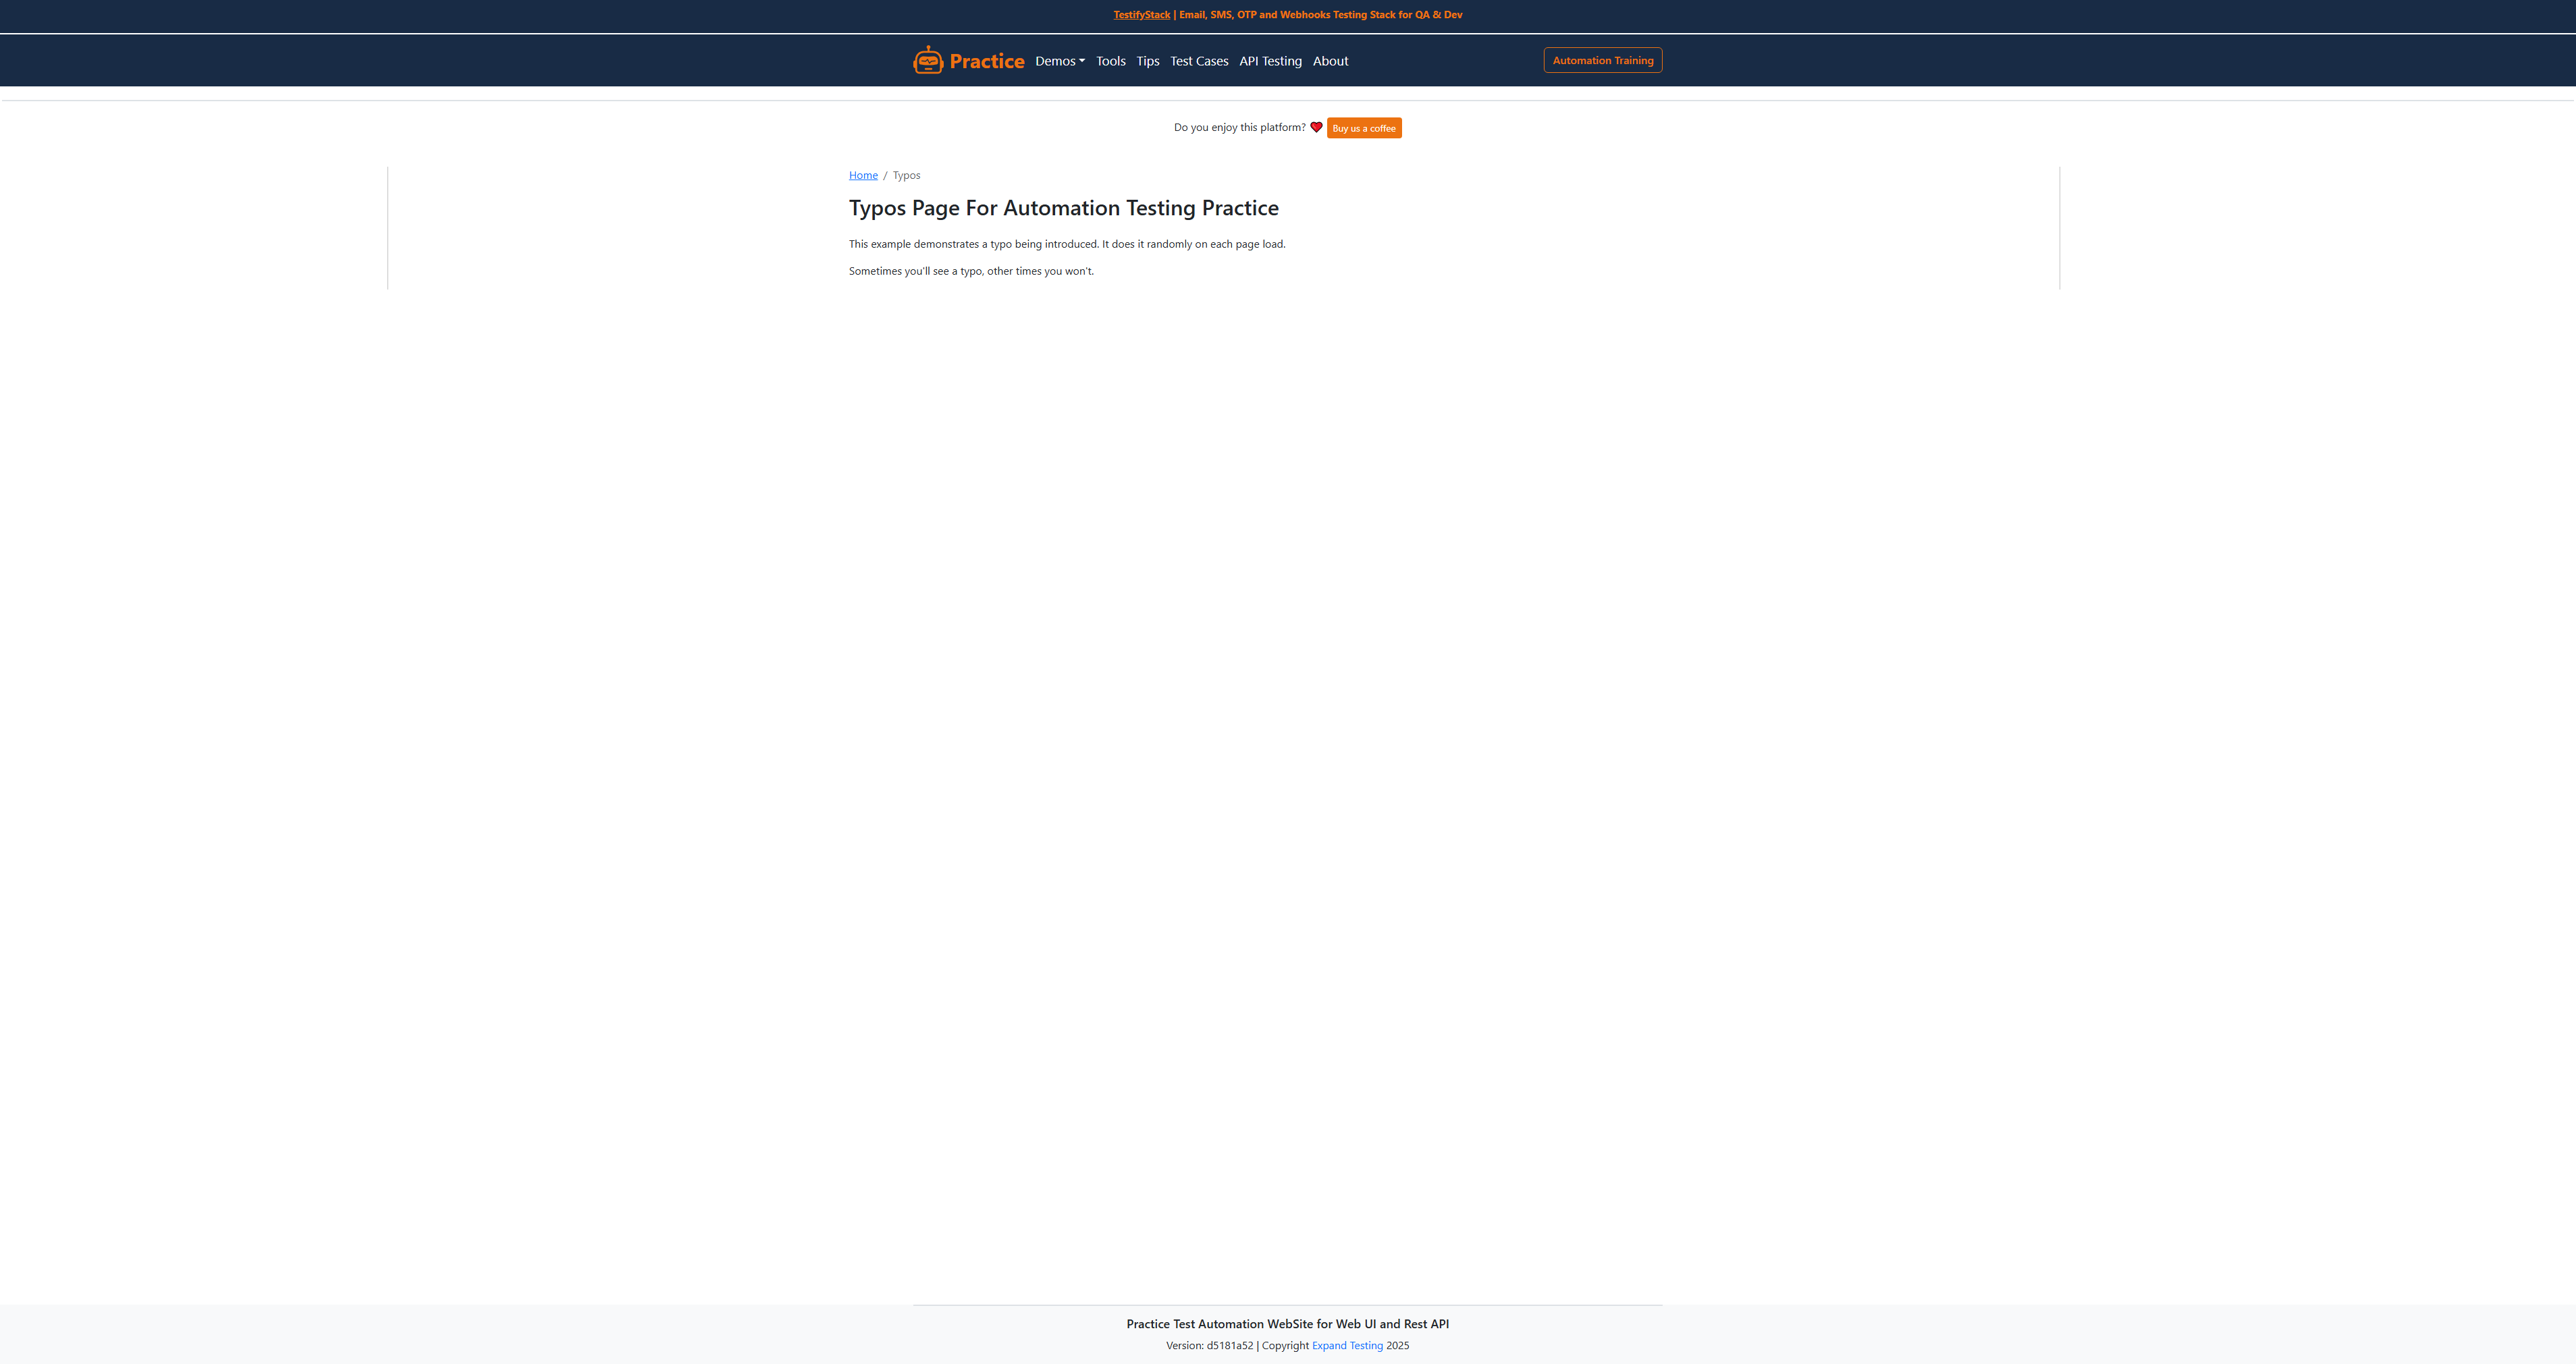 TestifyStack | Email, SMS, OTP and Webhooks Testing Stack for QA & Dev
Practice Demos Tools Tips Test Cases API Testing About Automation Training
Do you enjoy this platform? Buy us a coffee
Home / Typos
Typos Page For Automation Testing Practice
This example demonstrates a typo being introduced. It does it randomly on each page load.
Sometimes you'll see a typo, other times you won't.
Practice Test Automation WebSite for Web UI and Rest API
Version: d5181a52 | Copyright Expand Testing 2025